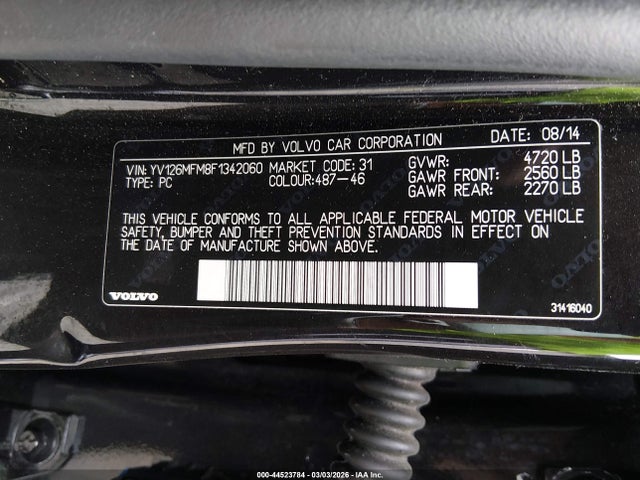 MFD BY VOLVO CAR CORPORATION DATE: 08/14
VIN: YV126MFM8F1342060 MARKET CODE: 31 GVWR: 4720 LB
TYPE: PC COLOUR:487-46 GAWR FRONT: 2560 LB
GAWR REAR: 2270 LB
THIS VEHICLE CONFORMS TO ALL APPLICABLE FEDERAL MOTOR VEHICLE
SAFETY, BUMPER AND THEFT PREVENTION STANDARDS IN EFFECT ON
THE DATE OF MANUFACTURE SHOWN ABOVE.
VOLVO 31416040
000-44523784 | 03/03/2026 | IAA Inc.